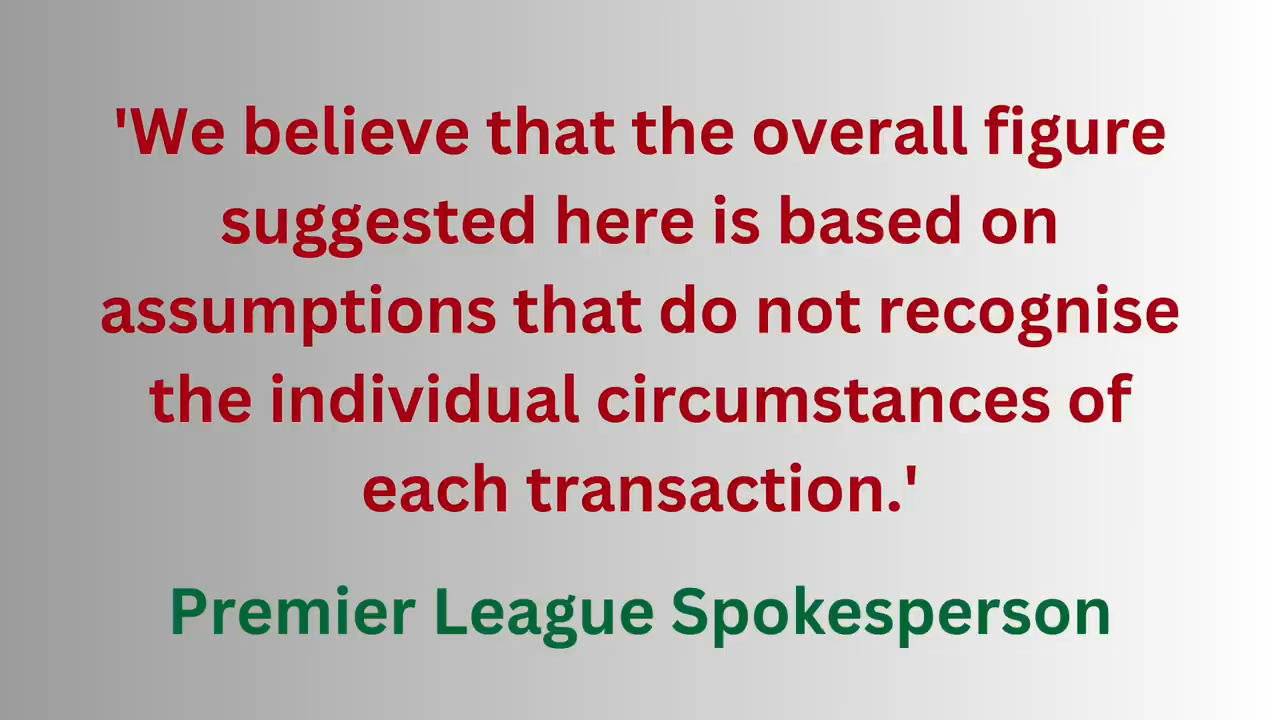 'We believe that the overall figure
suggested here is based on
assumptions that do not recognise
the individual circumstances of
each transaction.'
Premier League Spokesperson